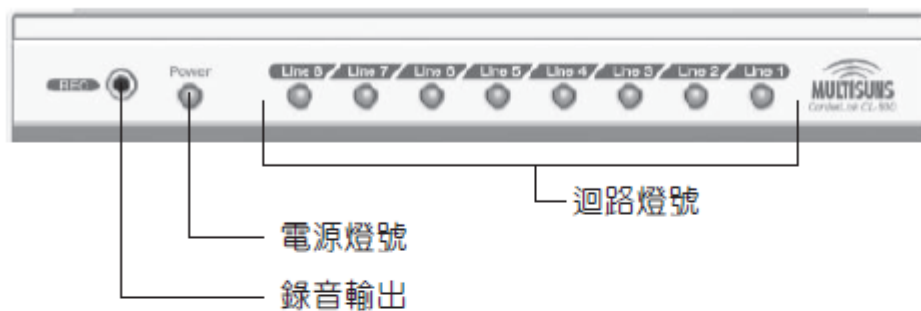 REC
Power
Line 8 Line 7 Line 6 Line 5 Line 4 Line 3 Line 2 Line 1
MULTISUNS
迴路燈號
電源燈號
錄音輸出